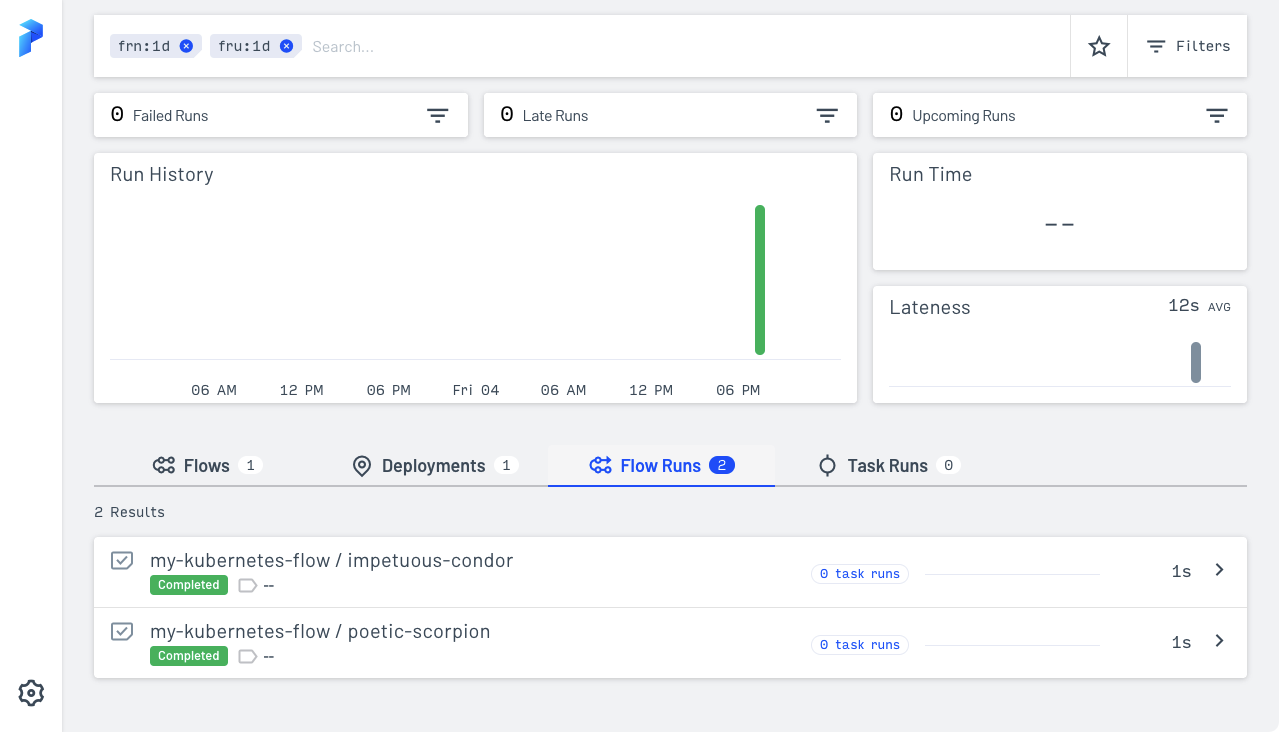 frn:1d fru:1d Search... Filters
0 Failed Runs 0 Late Runs 0 Upcoming Runs
Run History
06 AM 12 PM 06 PM Fri 04 06 AM 12 PM 06 PM
Run Time
--
Lateness 12s AVG
Flows 1 Deployments 1 Flow Runs 2 Task Runs 0
2 Results
my-kubernetes-flow / impetuous-condor
Completed -- 0 task runs 1s
my-kubernetes-flow / poetic-scorpion
Completed -- 0 task runs 1s